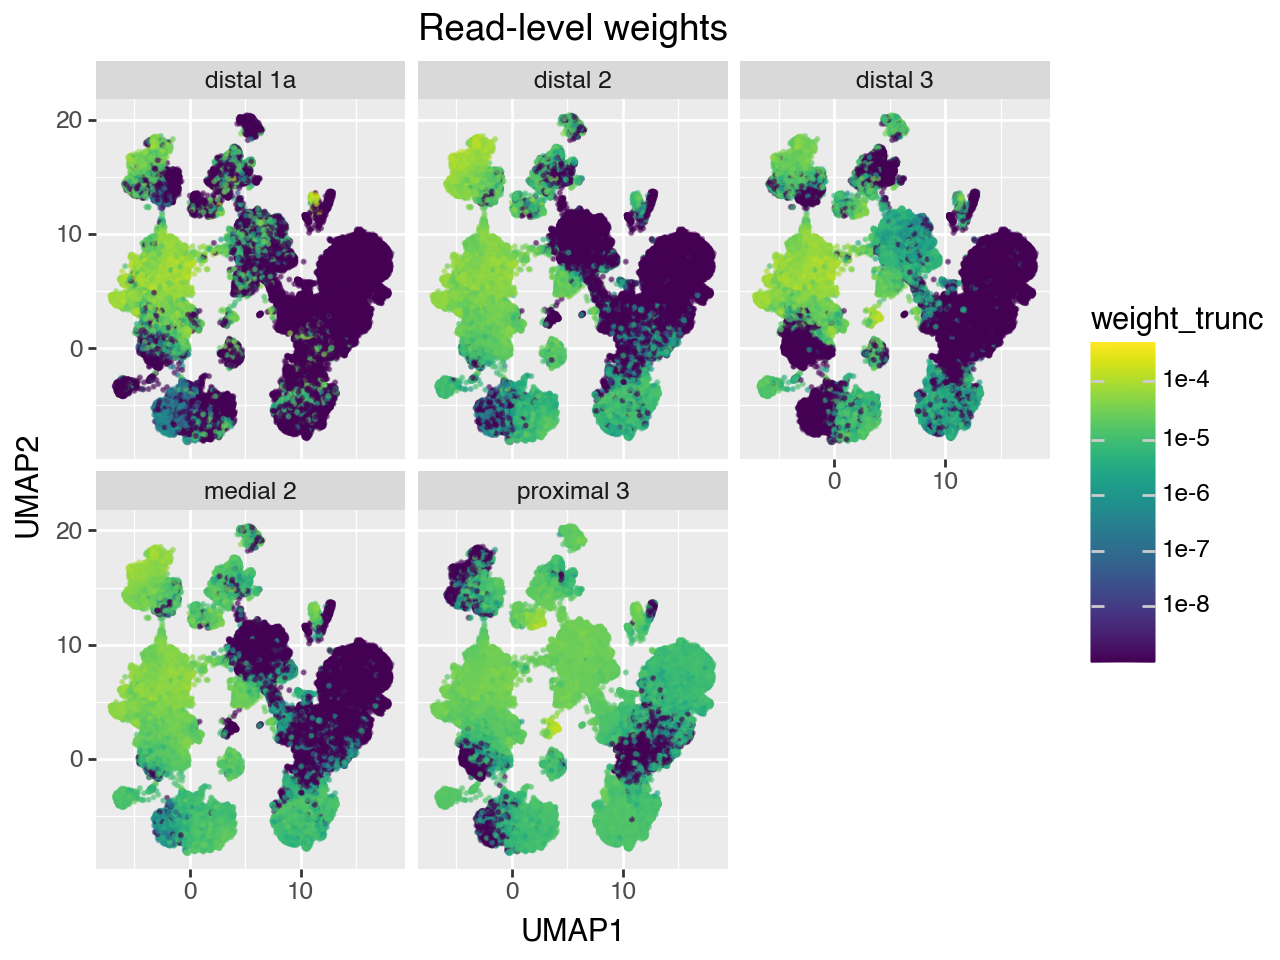 Read-level weights
distal 1a
distal 2
distal 3
20
10
0
0
10
medial 2
proximal 3
20
10
0
0
10
0
10
UMAP1
UMAP2
weight_trunc
1e-4
1e-5
1e-6
1e-7
1e-8